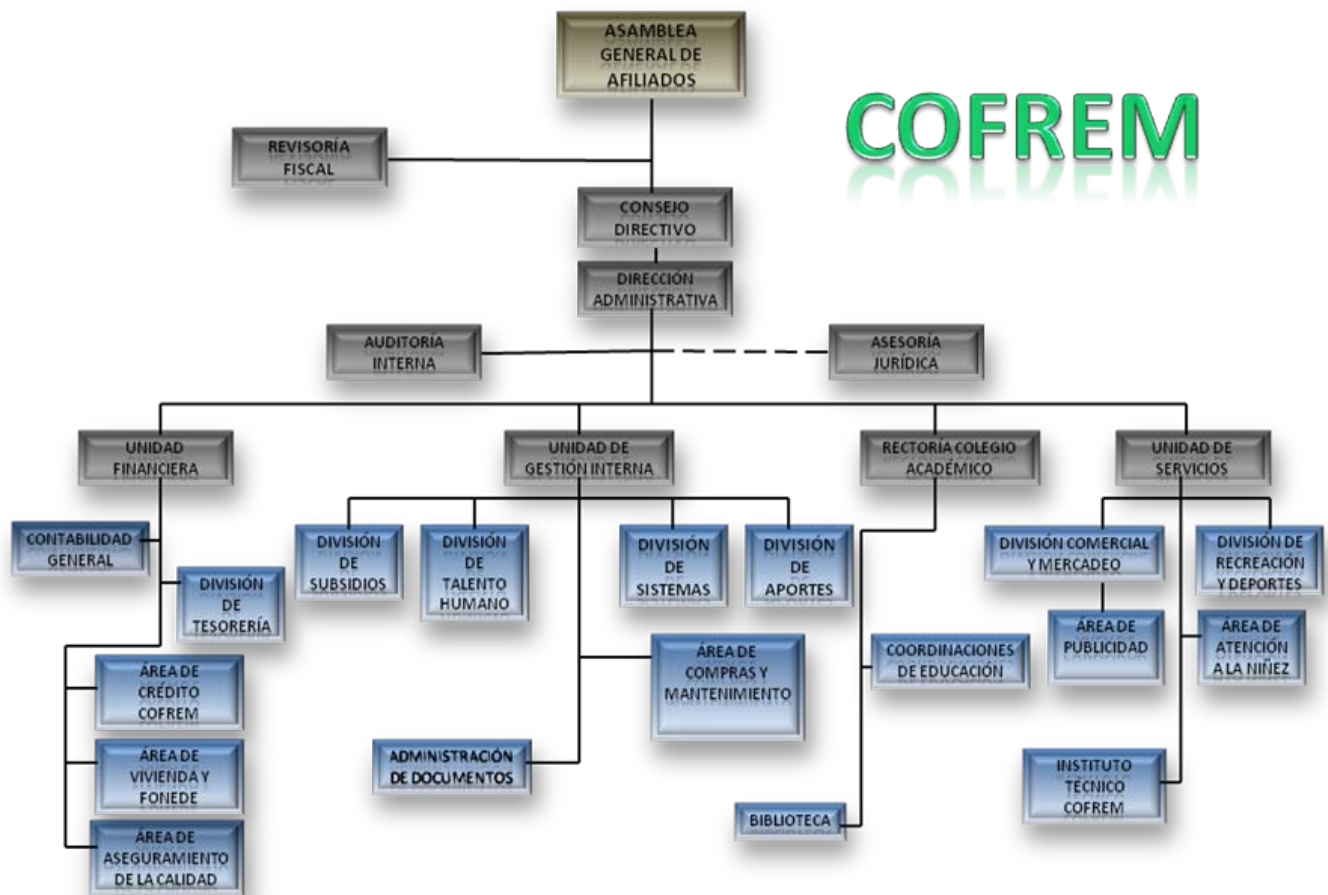 ASAMBLEA
GENERAL DE
AFILIADOS
COFREM
REVISORÍA
FISCAL
CONSEJO
DIRECTIVO
DIRECCIÓN
ADMINISTRATIVA
AUDITORÍA
INTERNA
ASESORÍA
JURÍDICA
UNIDAD
FINANCIERA
UNIDAD DE
GESTIÓN INTERNA
RECTORÍA COLEGIO
ACADÉMICO
UNIDAD DE
SERVICIOS
CONTABILIDAD
GENERAL
DIVISIÓN
DE
TESORERÍA
ÁREA DE
CRÉDITO
COFREM
ÁREA DE
VIVIENDA Y
FONEDE
ÁREA DE
ASEGURAMIENTO
DE LA CALIDAD
DIVISIÓN
DE
SUBSIDIOS
DIVISIÓN
DE
TALENTO
HUMANO
DIVISIÓN
DE
SISTEMAS
DIVISIÓN
DE
APORTES
ÁREA DE
COMPRAS Y
MANTENIMIENTO
ADMINISTRACIÓN
DE DOCUMENTOS
COORDINACIONES
DE EDUCACIÓN
BIBLIOTECA
DIVISIÓN COMERCIAL
Y MERCADEO
DIVISIÓN DE
RECREACIÓN
Y DEPORTES
ÁREA DE
PUBLICIDAD
ÁREA DE
ATENCIÓN
A LA NIÑEZ
INSTITUTO
TÉCNICO
COFREM